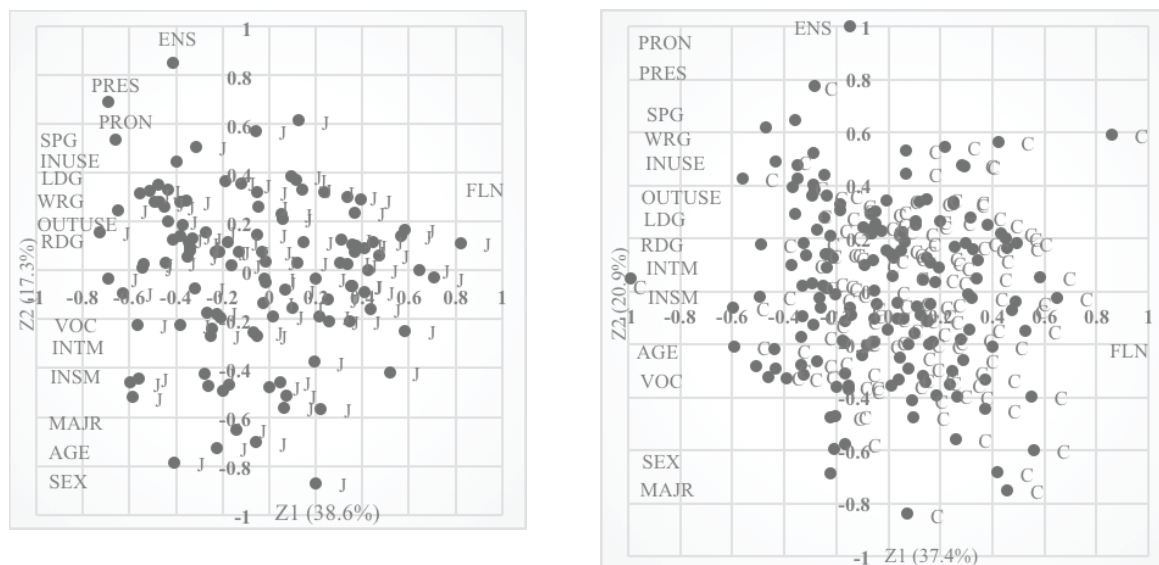 1
ENS
0.8
PRES
PRON
0.6
SPG
INUSE
0.4
LDG
FLN
WRG
0.2
OUTUSE
RDG
0
-1 -0.8 -0.6 -0.4 -0.2 0 0.2 0.4 0.6 0.8 1
VOC
-0.2
INTM
INSM
-0.4
MAJR
-0.6
AGE
-0.8
SEX
-1
Z1 (38.6%)
Z2 (17.3%)
ENS 1
PRON
PRES
0.8
SPG
WRG
0.6
INUSE
0.4
OUTUSE
LDG
0.2
RDG
INTM
INSM
-1 -0.8 -0.6 -0.4 -0.2 0.2 0.4 0.6 0.8 1
AGE
FLN
VOC
-0.4
SEX
-0.6
MAJR
-0.8
-1 Z1 (37.4%)
Z2 (20.9%)